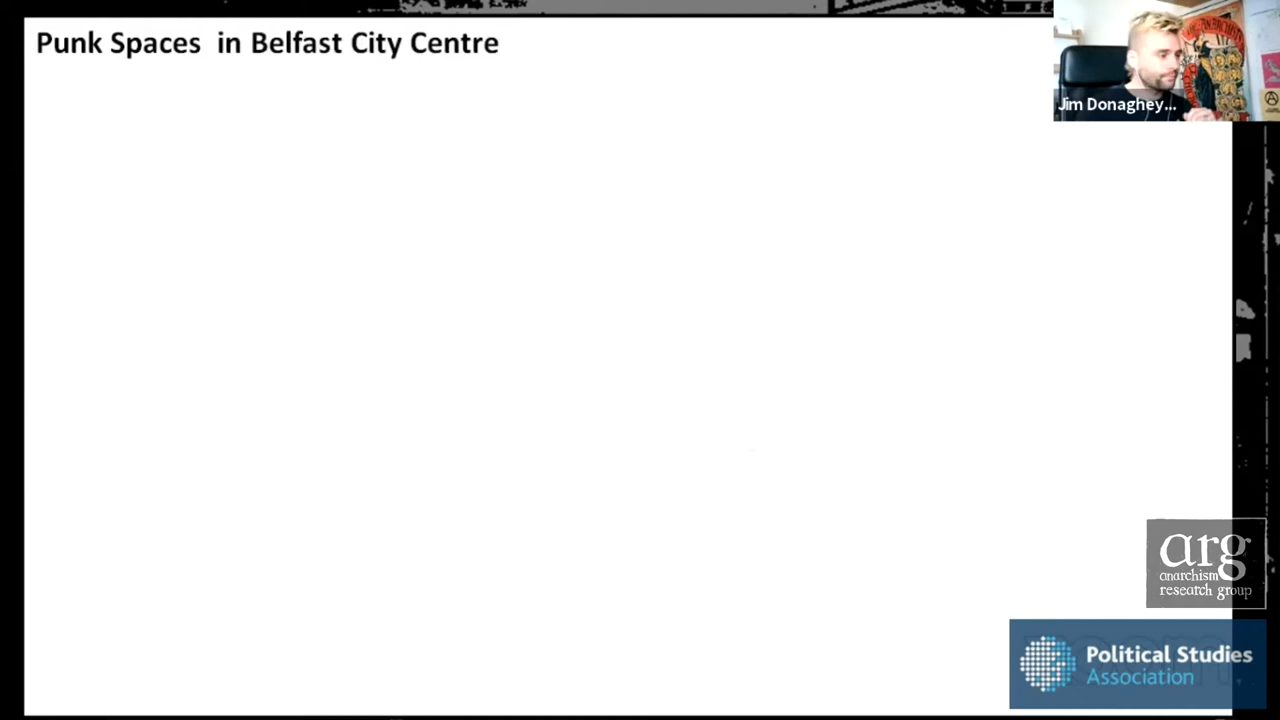 Punk Spaces  in Belfast City Centre
Jim Donaghey...
arg
anarchism
research group
Political Studies
Association